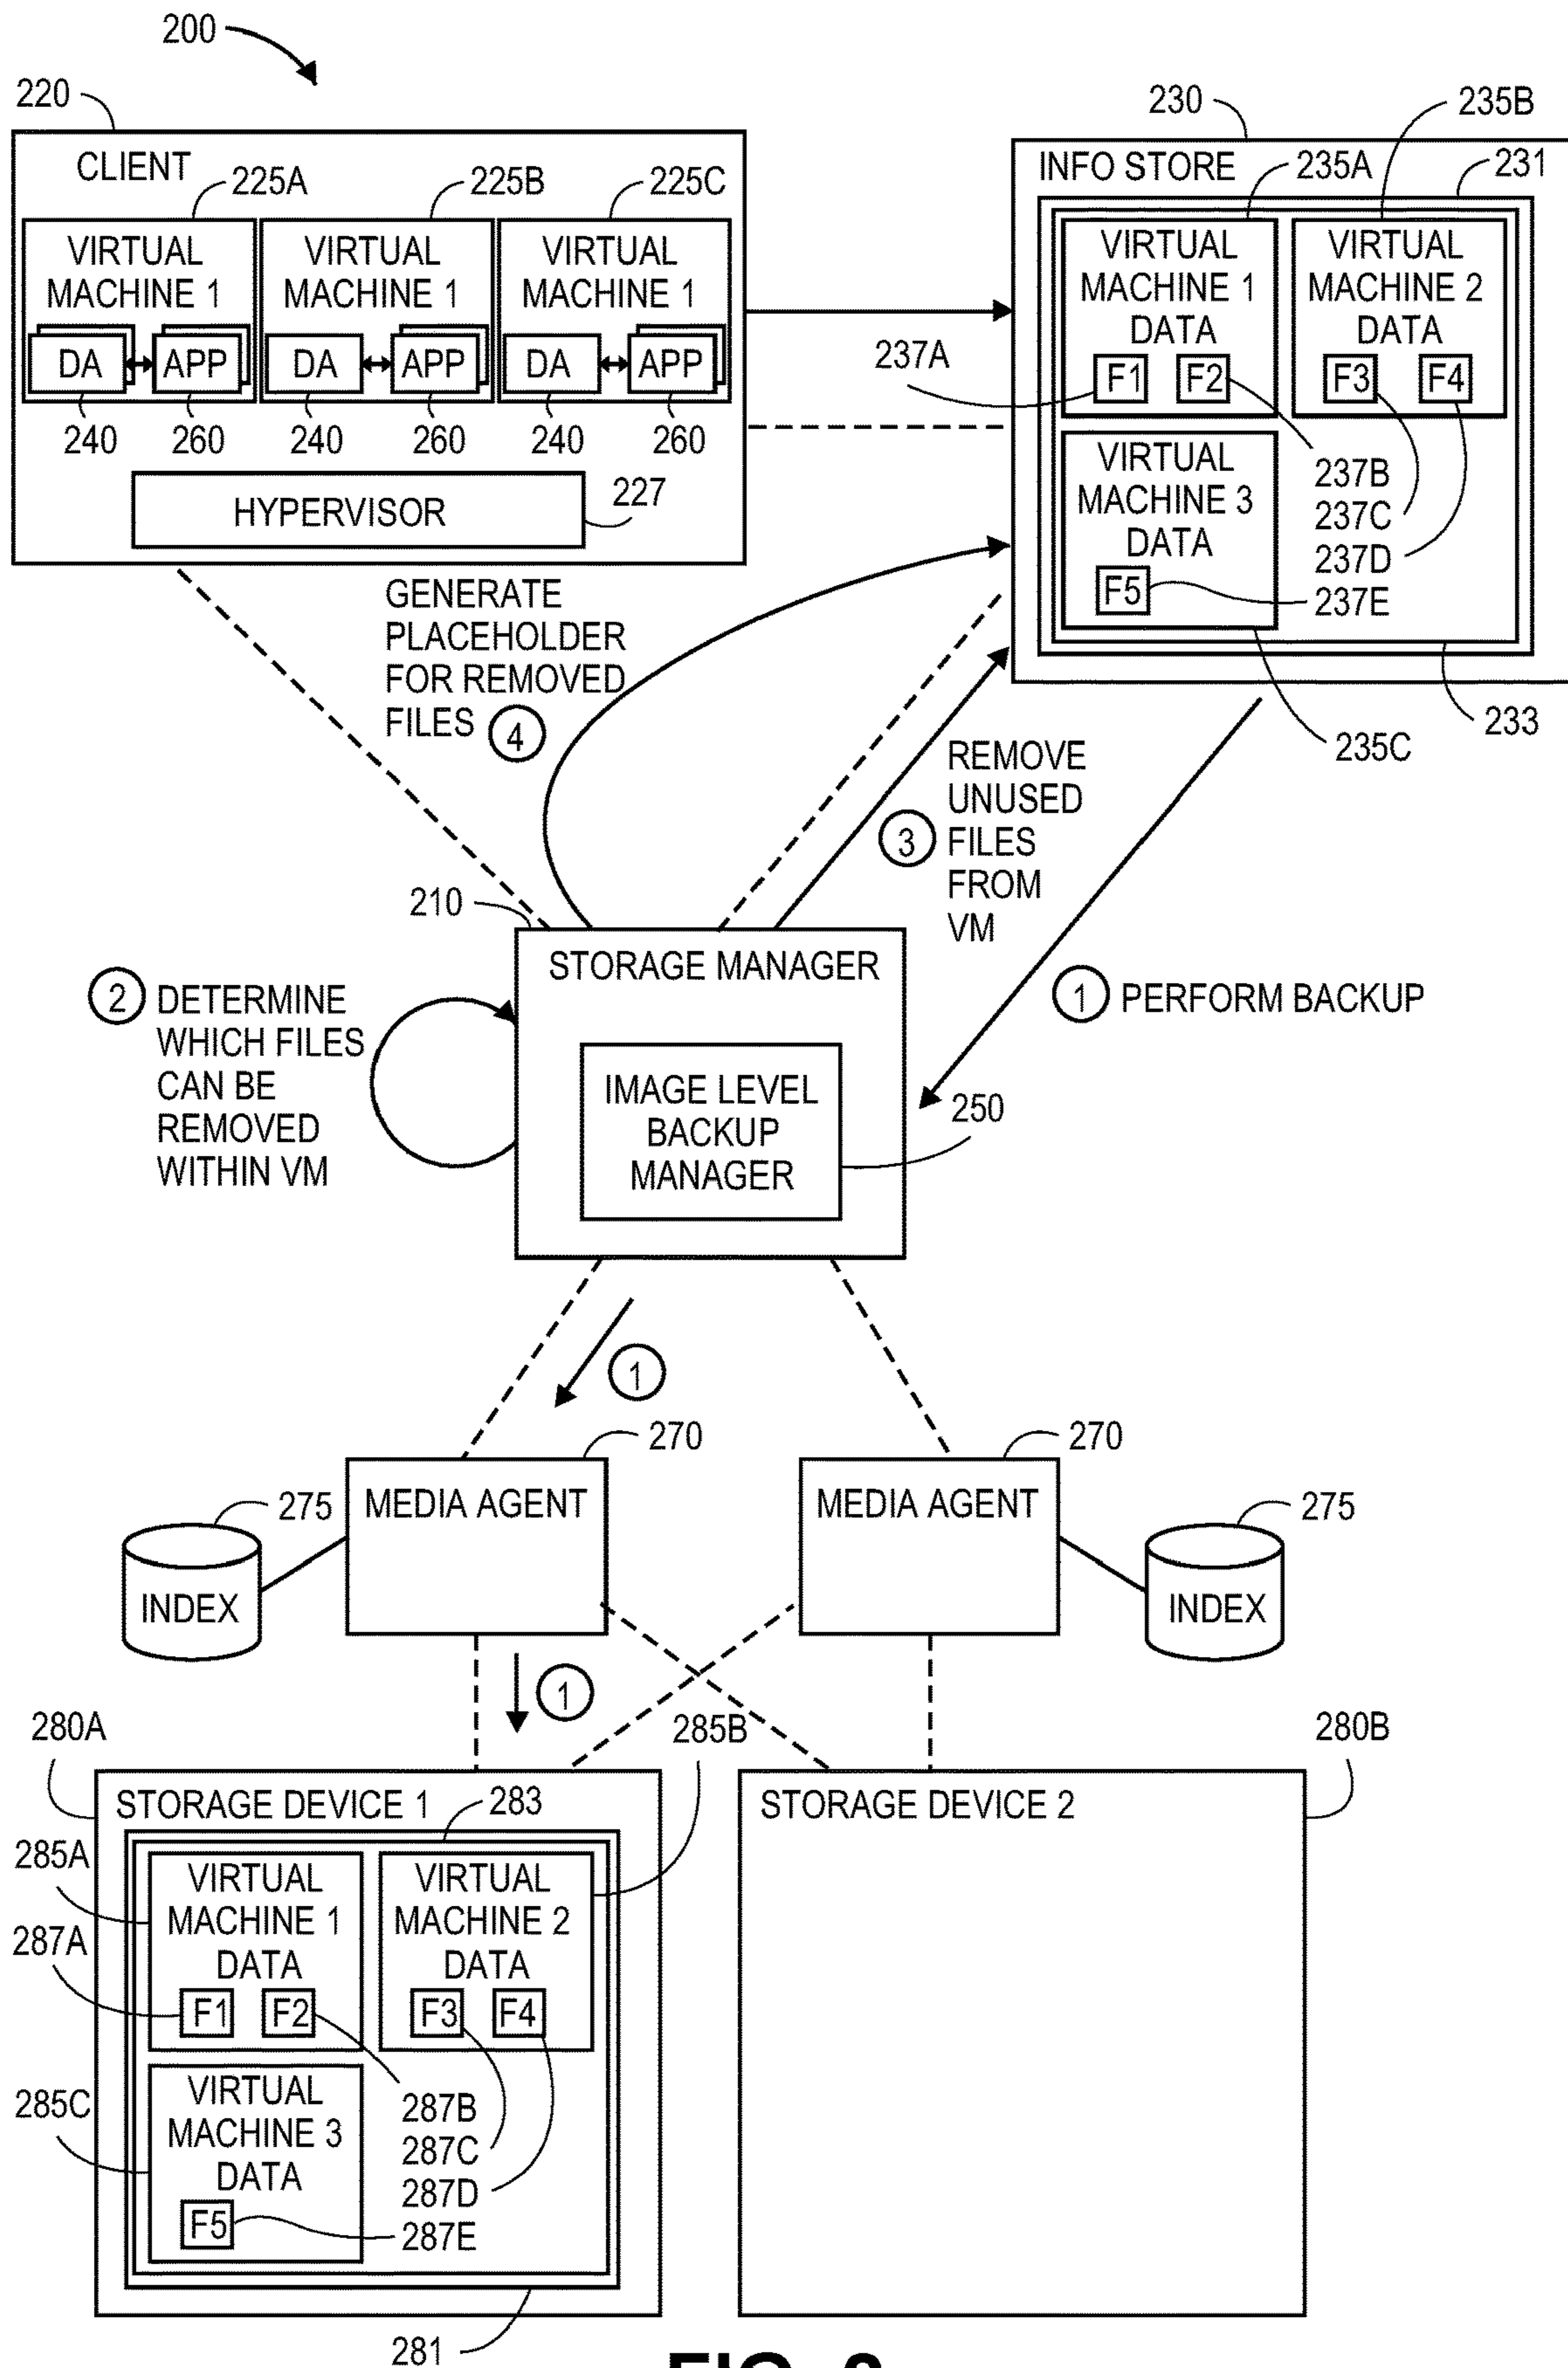 200
220
CLIENT
225A
225B
225C
VIRTUAL
MACHINE 1
DA
APP
240
260
VIRTUAL
MACHINE 1
DA
APP
240
260
VIRTUAL
MACHINE 1
DA
APP
240
260
HYPERVISOR
227
230
INFO STORE
235A
235B
231
VIRTUAL
MACHINE 1
DATA
F1
F2
VIRTUAL
MACHINE 2
DATA
F3
F4
237A
VIRTUAL
MACHINE 3
DATA
F5
237B
237C
237D
237E
233
235C
GENERATE
PLACEHOLDER
FOR REMOVED
FILES
4
REMOVE
UNUSED
FILES
FROM
VM
3
1
PERFORM BACKUP
210
STORAGE MANAGER
2
DETERMINE
WHICH FILES
CAN BE
REMOVED
WITHIN VM
IMAGE LEVEL
BACKUP
MANAGER
250
1
270
MEDIA AGENT
275
INDEX
270
MEDIA AGENT
275
INDEX
1
280A
STORAGE DEVICE 1
283
285B
285A
VIRTUAL
MACHINE 1
DATA
287A
F1
F2
VIRTUAL
MACHINE 2
DATA
F3
F4
285C
VIRTUAL
MACHINE 3
DATA
F5
287B
287C
287D
287E
281
280B
STORAGE DEVICE 2